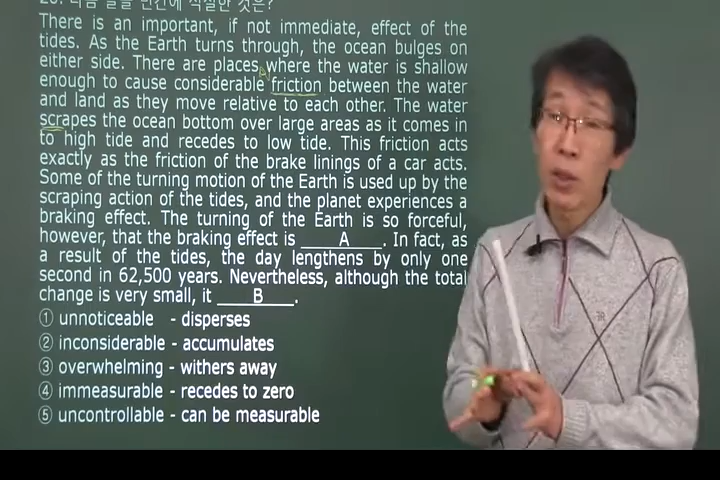 There is an important, if not immediate, effect of the
tides. As the Earth turns through, the ocean bulges on
either side. There are places where the water is shallow
enough to cause considerable friction between the water
and land as they move relative to each other. The water
scrapes the ocean bottom over large areas as it comes in
to high tide and recedes to low tide. This friction acts
exactly as the friction of the brake linings of a car acts.
Some of the turning motion of the Earth is used up by the
scraping action of the tides, and the planet experiences a
braking effect. The turning of the Earth is so forceful,
however, that the braking effect is ____A____. In fact, as
a result of the tides, the day lengthens by only one
second in 62,500 years. Nevertheless, although the total
change is very small, it ____B____.
① unnoticeable - disperses
② inconsiderable - accumulates
③ overwhelming - withers away
④ immeasurable - recedes to zero
⑤ uncontrollable - can be measurable